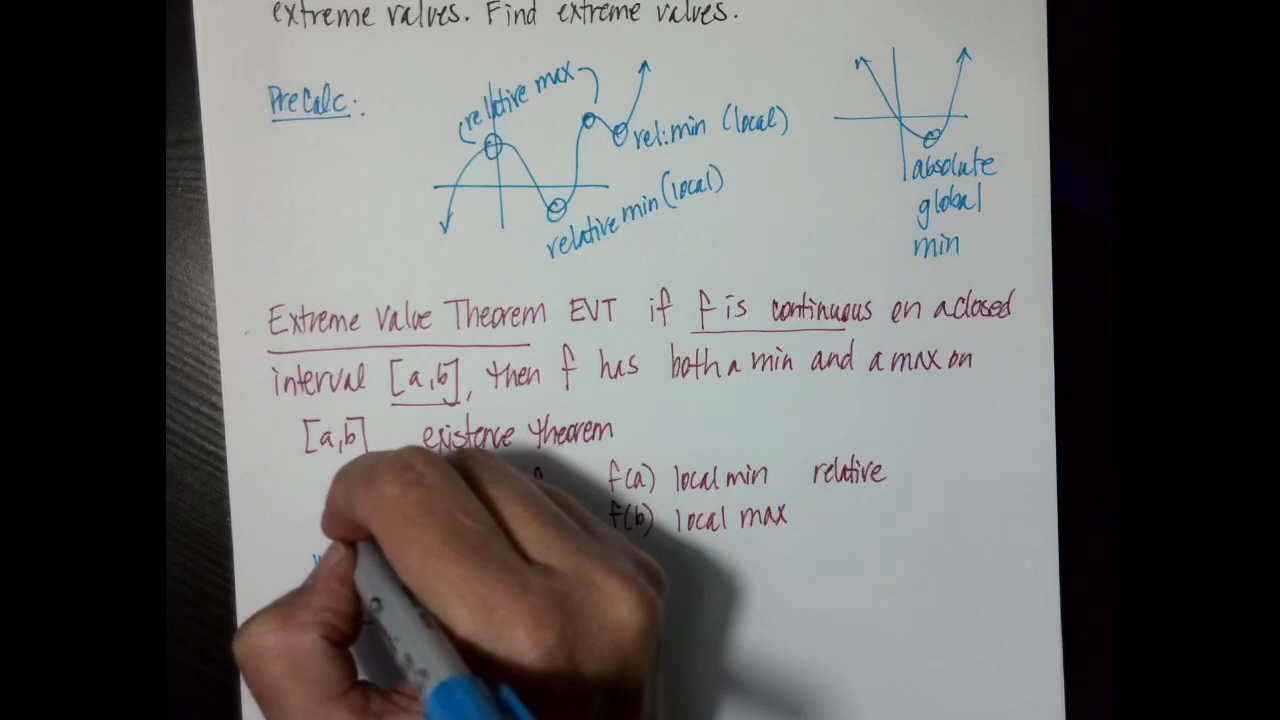 extreme values. Find extreme values.
PreCalc:
relative max
rel. min (local)
relative min (local)
absolute
global
min
Extreme Value Theorem EVT if f is continuous on a closed
interval [a,b], then f has both a min and a max on
[a,b] existence theorem
f(a) local min relative
f(b) local max